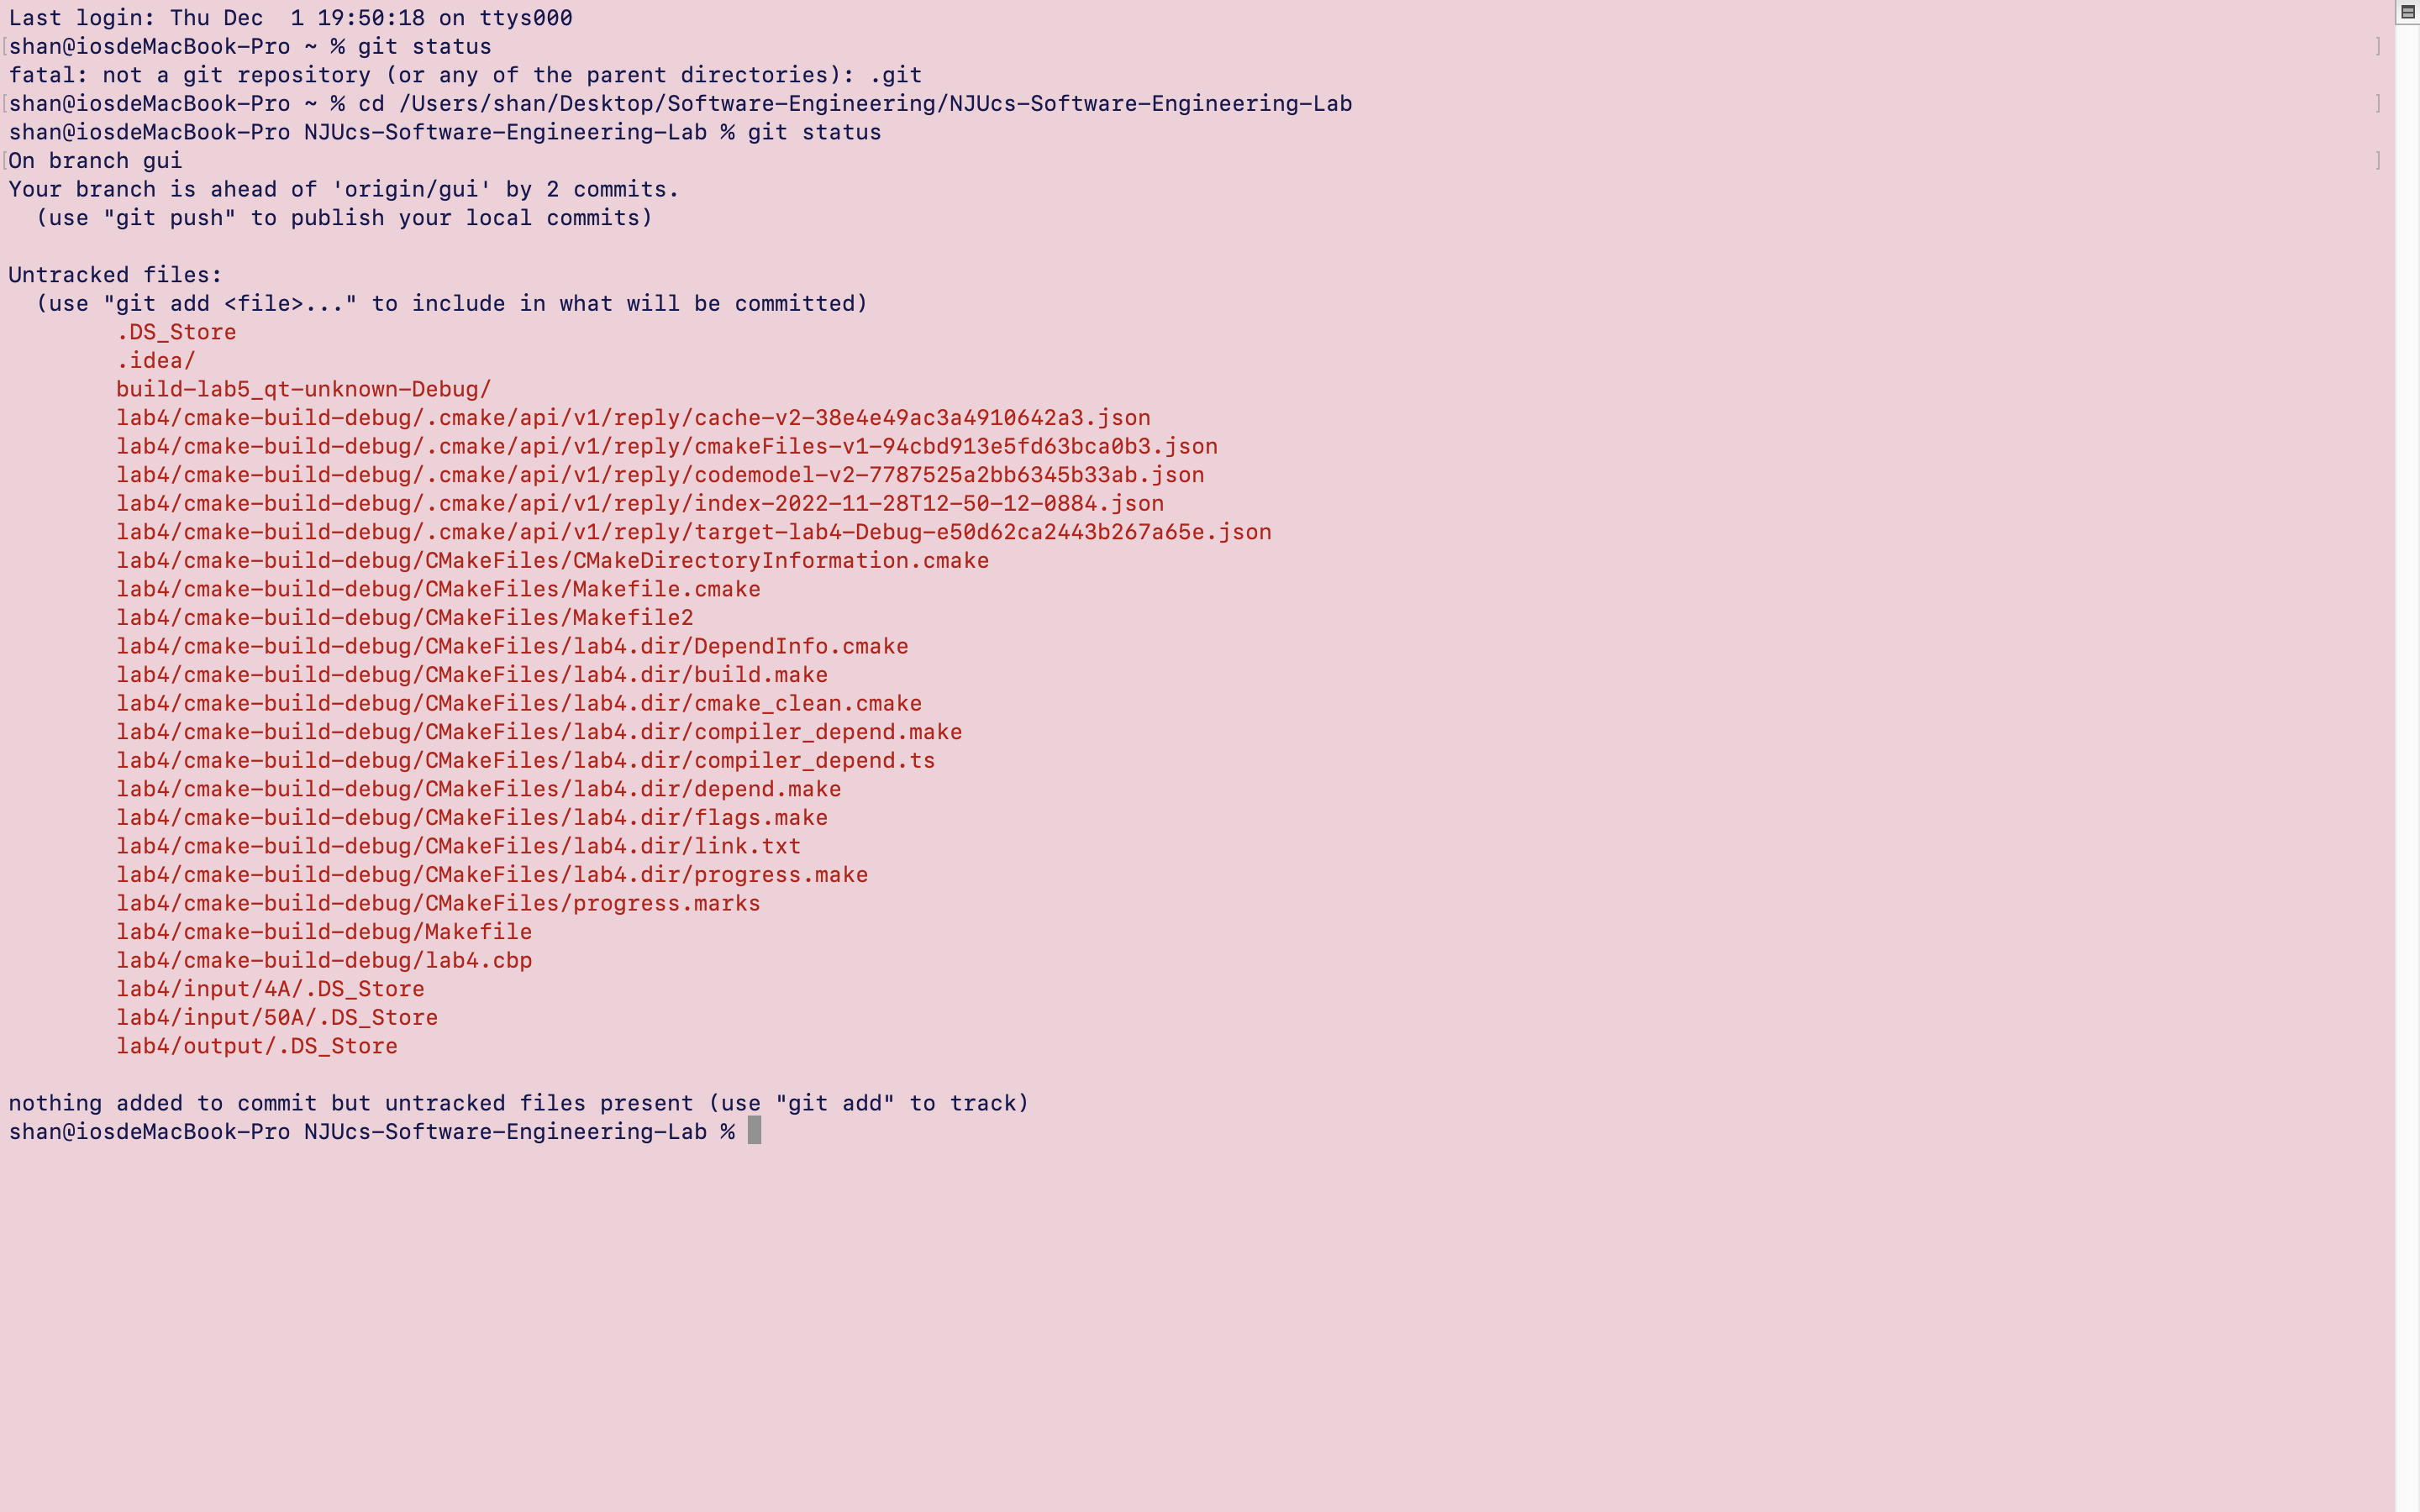 Last login: Thu Dec  1 19:50:18 on ttys000
shan@iosdeMacBook-Pro ~ % git status
fatal: not a git repository (or any of the parent directories): .git
shan@iosdeMacBook-Pro ~ % cd /Users/shan/Desktop/Software-Engineering/NJUcs-Software-Engineering-Lab
shan@iosdeMacBook-Pro NJUcs-Software-Engineering-Lab % git status
On branch gui
Your branch is ahead of 'origin/gui' by 2 commits.
  (use "git push" to publish your local commits)

Untracked files:
  (use "git add <file>..." to include in what will be committed)
        .DS_Store
        .idea/
        build-lab5_qt-unknown-Debug/
        lab4/cmake-build-debug/.cmake/api/v1/reply/cache-v2-38e4e49ac3a4910642a3.json
        lab4/cmake-build-debug/.cmake/api/v1/reply/cmakeFiles-v1-94cbd913e5fd63bca0b3.json
        lab4/cmake-build-debug/.cmake/api/v1/reply/codemodel-v2-7787525a2bb6345b33ab.json
        lab4/cmake-build-debug/.cmake/api/v1/reply/index-2022-11-28T12-50-12-0884.json
        lab4/cmake-build-debug/.cmake/api/v1/reply/target-lab4-Debug-e50d62ca2443b267a65e.json
        lab4/cmake-build-debug/CMakeFiles/CMakeDirectoryInformation.cmake
        lab4/cmake-build-debug/CMakeFiles/Makefile.cmake
        lab4/cmake-build-debug/CMakeFiles/Makefile2
        lab4/cmake-build-debug/CMakeFiles/lab4.dir/DependInfo.cmake
        lab4/cmake-build-debug/CMakeFiles/lab4.dir/build.make
        lab4/cmake-build-debug/CMakeFiles/lab4.dir/cmake_clean.cmake
        lab4/cmake-build-debug/CMakeFiles/lab4.dir/compiler_depend.make
        lab4/cmake-build-debug/CMakeFiles/lab4.dir/compiler_depend.ts
        lab4/cmake-build-debug/CMakeFiles/lab4.dir/depend.make
        lab4/cmake-build-debug/CMakeFiles/lab4.dir/flags.make
        lab4/cmake-build-debug/CMakeFiles/lab4.dir/link.txt
        lab4/cmake-build-debug/CMakeFiles/lab4.dir/progress.make
        lab4/cmake-build-debug/CMakeFiles/progress.marks
        lab4/cmake-build-debug/Makefile
        lab4/cmake-build-debug/lab4.cbp
        lab4/input/4A/.DS_Store
        lab4/input/50A/.DS_Store
        lab4/output/.DS_Store

nothing added to commit but untracked files present (use "git add" to track)
shan@iosdeMacBook-Pro NJUcs-Software-Engineering-Lab %